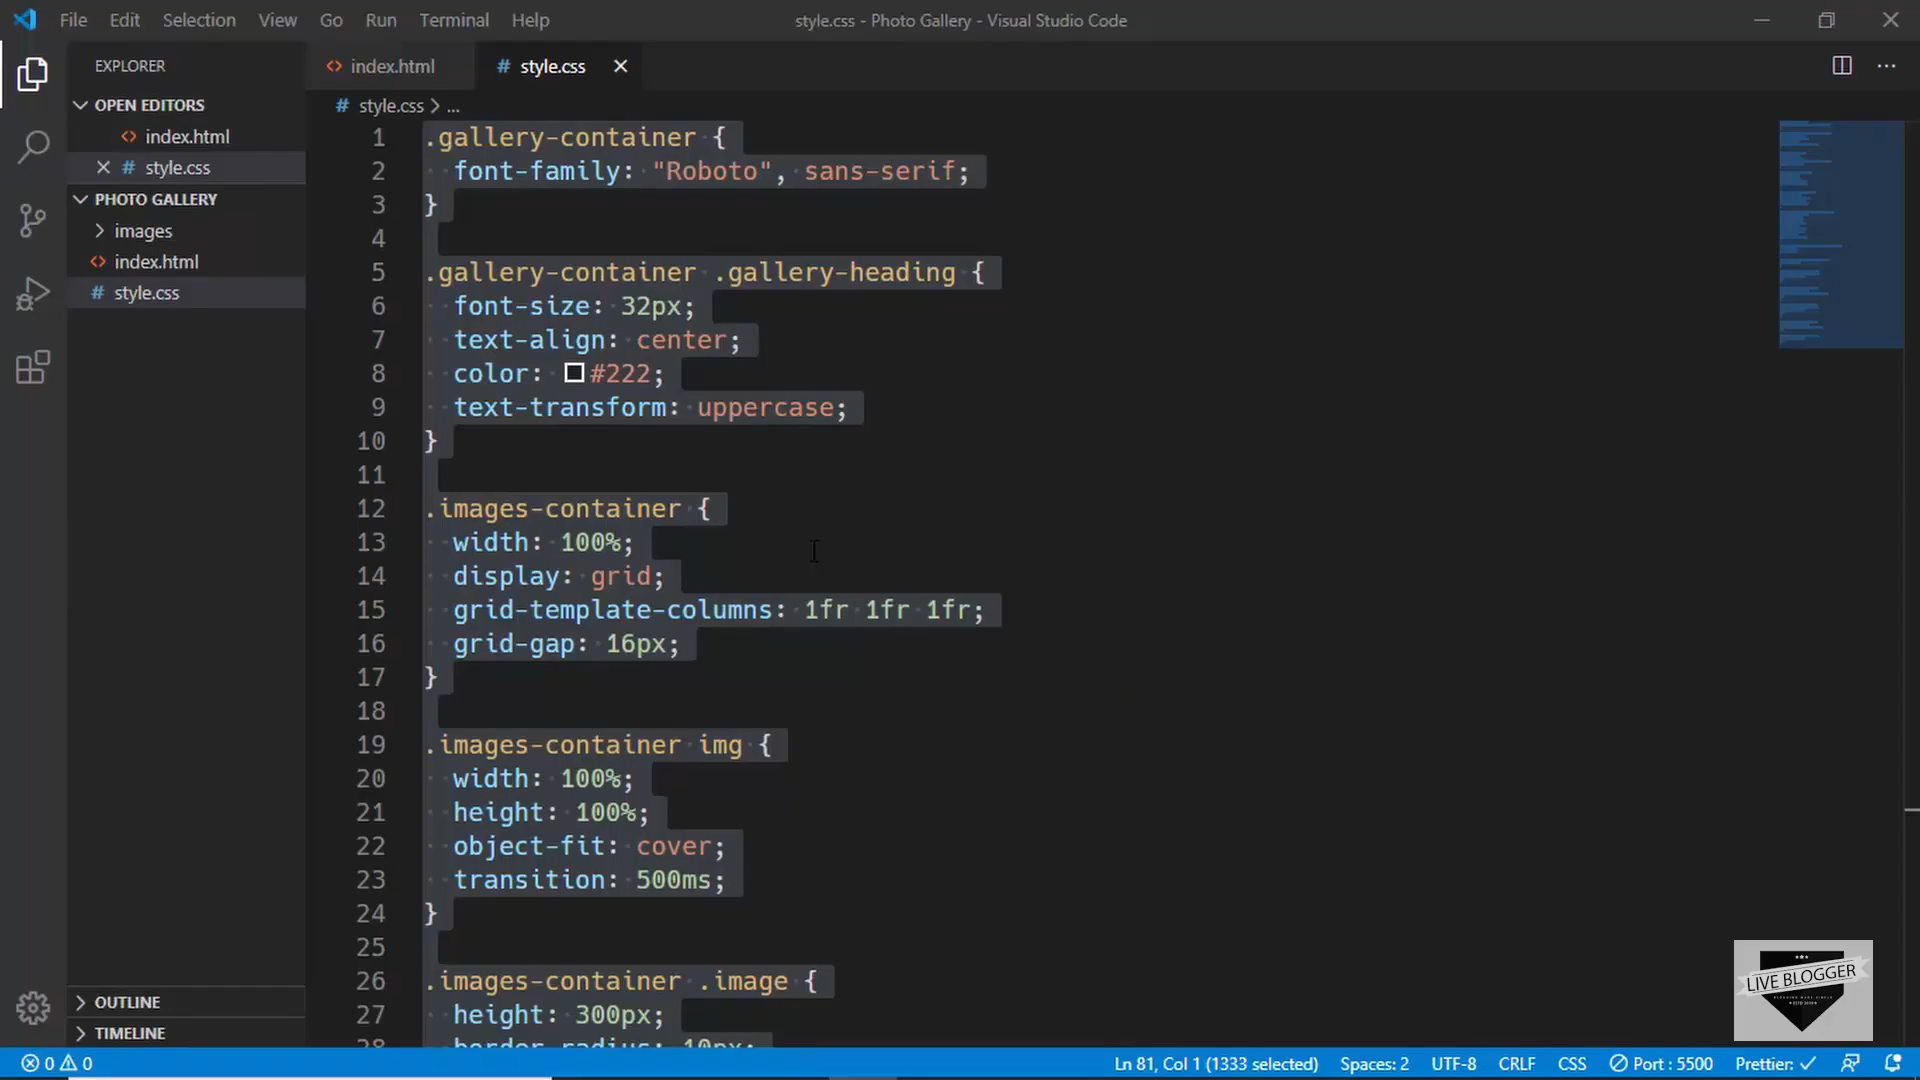 File Edit Selection View Go Run Terminal Help
style.css - Photo Gallery - Visual Studio Code
EXPLORER
OPEN EDITORS
index.html
style.css
PHOTO GALLERY
images
index.html
style.css
OUTLINE
TIMELINE
index.html
# style.css
# style.css > ...
1 .gallery-container {
2 font-family: "Roboto", sans-serif;
3 }
4
5 .gallery-container .gallery-heading {
6 font-size: 32px;
7 text-align: center;
8 color: #222;
9 text-transform: uppercase;
10 }
11
12 .images-container {
13 width: 100%;
14 display: grid;
15 grid-template-columns: 1fr 1fr 1fr;
16 grid-gap: 16px;
17 }
18
19 .images-container img {
20 width: 100%;
21 height: 100%;
22 object-fit: cover;
23 transition: 500ms;
24 }
25
26 .images-container .image {
27 height: 300px;
28 border-radius: 10px;
LIVE BLOGGER
0 0
Ln 81, Col 1 (1333 selected) Spaces: 2 UTF-8 CRLF CSS Port : 5500 Prettier: ✓